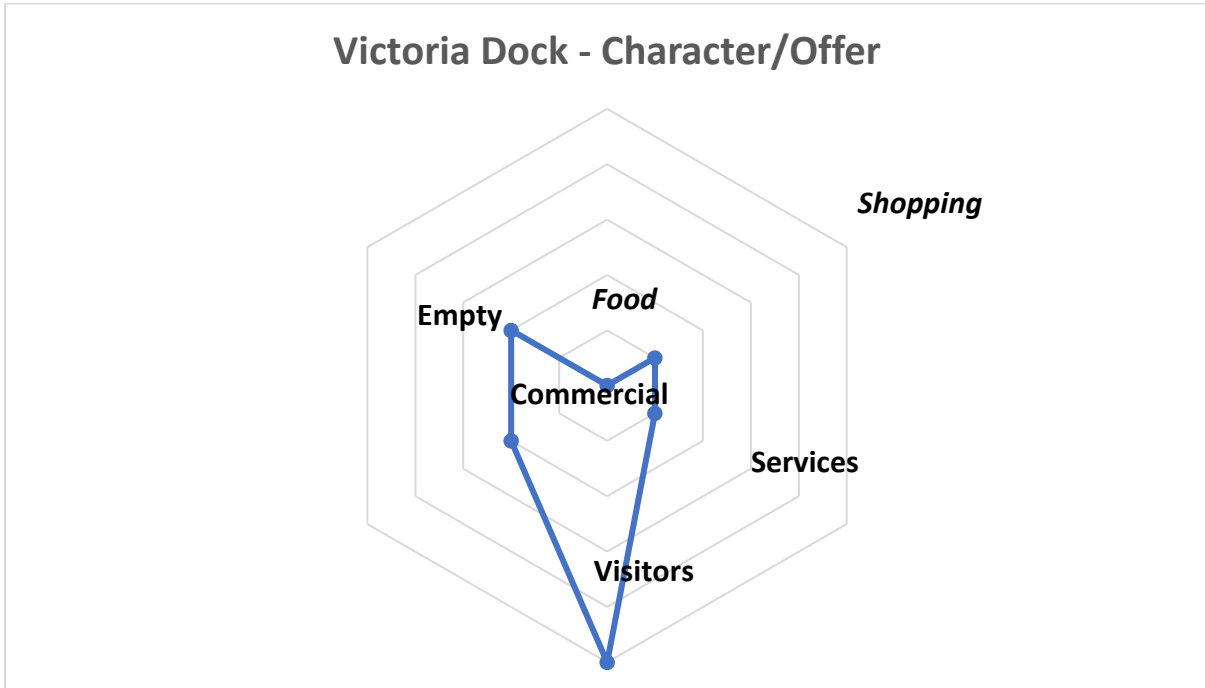 Victoria Dock - Character/Offer
Shopping
Food
Empty
Commercial
Services
Visitors